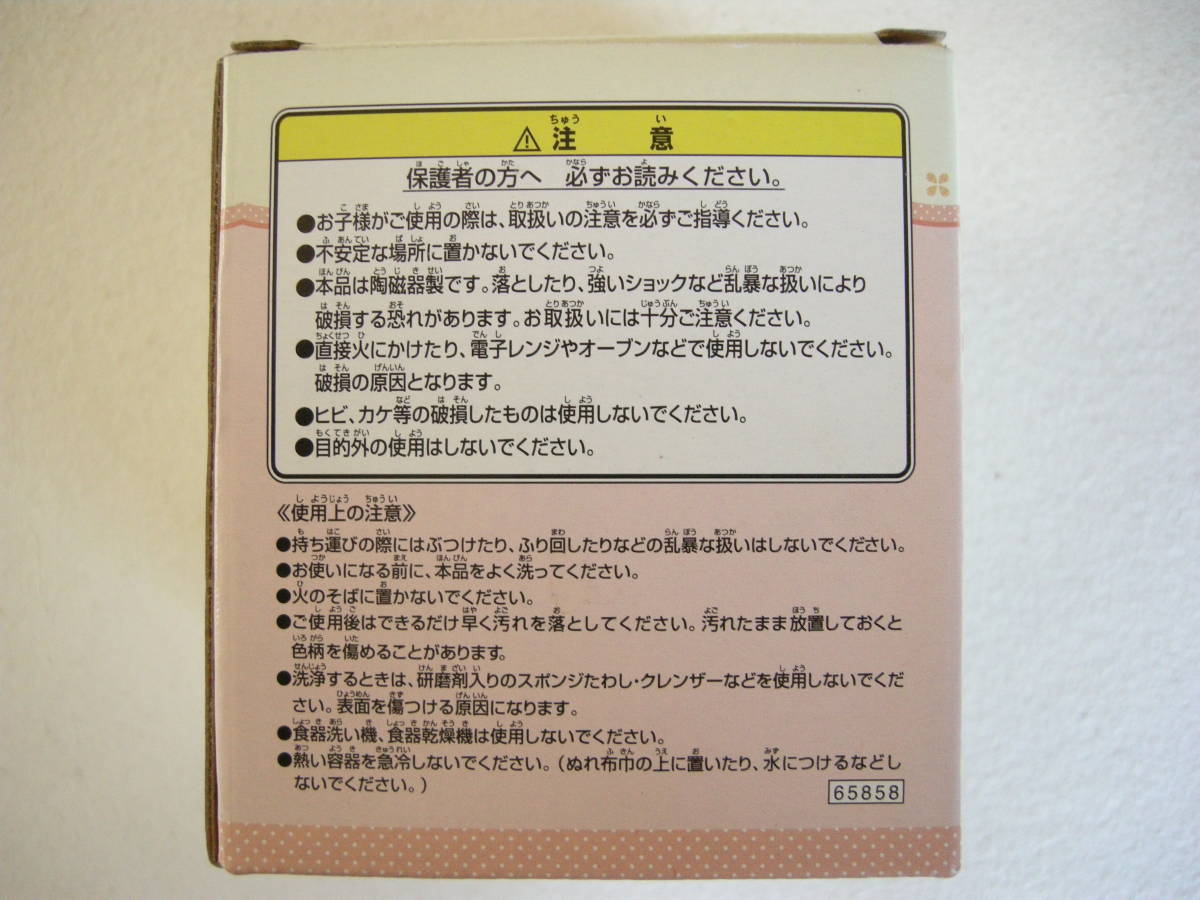 ⚠ 注意
保護者の方へ 必ずお読みください。
●お子様がご使用の際は、取扱いの注意を必ずご指導ください。
●不安定な場所に置かないでください。
●本品は陶磁器製です。落としたり、強いショックなど乱暴な扱いにより
破損する恐れがあります。お取扱いには十分ご注意ください。
●直接火にかけたり、電子レンジやオーブンなどで使用しないでください。
破損の原因となります。
●ヒビ、カケ等の破損したものは使用しないでください。
●目的外の使用はしないでください。
《使用上の注意》
●持ち運びの際にはぶつけたり、ふり回したりなどの乱暴な扱いはしないでください。
●お使いになる前に、本品をよく洗ってください。
●火のそばに置かないでください。
●ご使用後はできるだけ早く汚れを落としてください。汚れたまま放置しておくと
色柄を傷めることがあります。
●洗浄するときは、研磨剤入りのスポンジたわし・クレンザーなどを使用しないでくだ
さい。表面を傷つける原因になります。
●食器洗い機、食器乾燥機は使用しないでください。
●熱い容器を急冷しないでください。(ぬれ布巾の上に置いたり、水につけるなどし
ないでください。)
65858